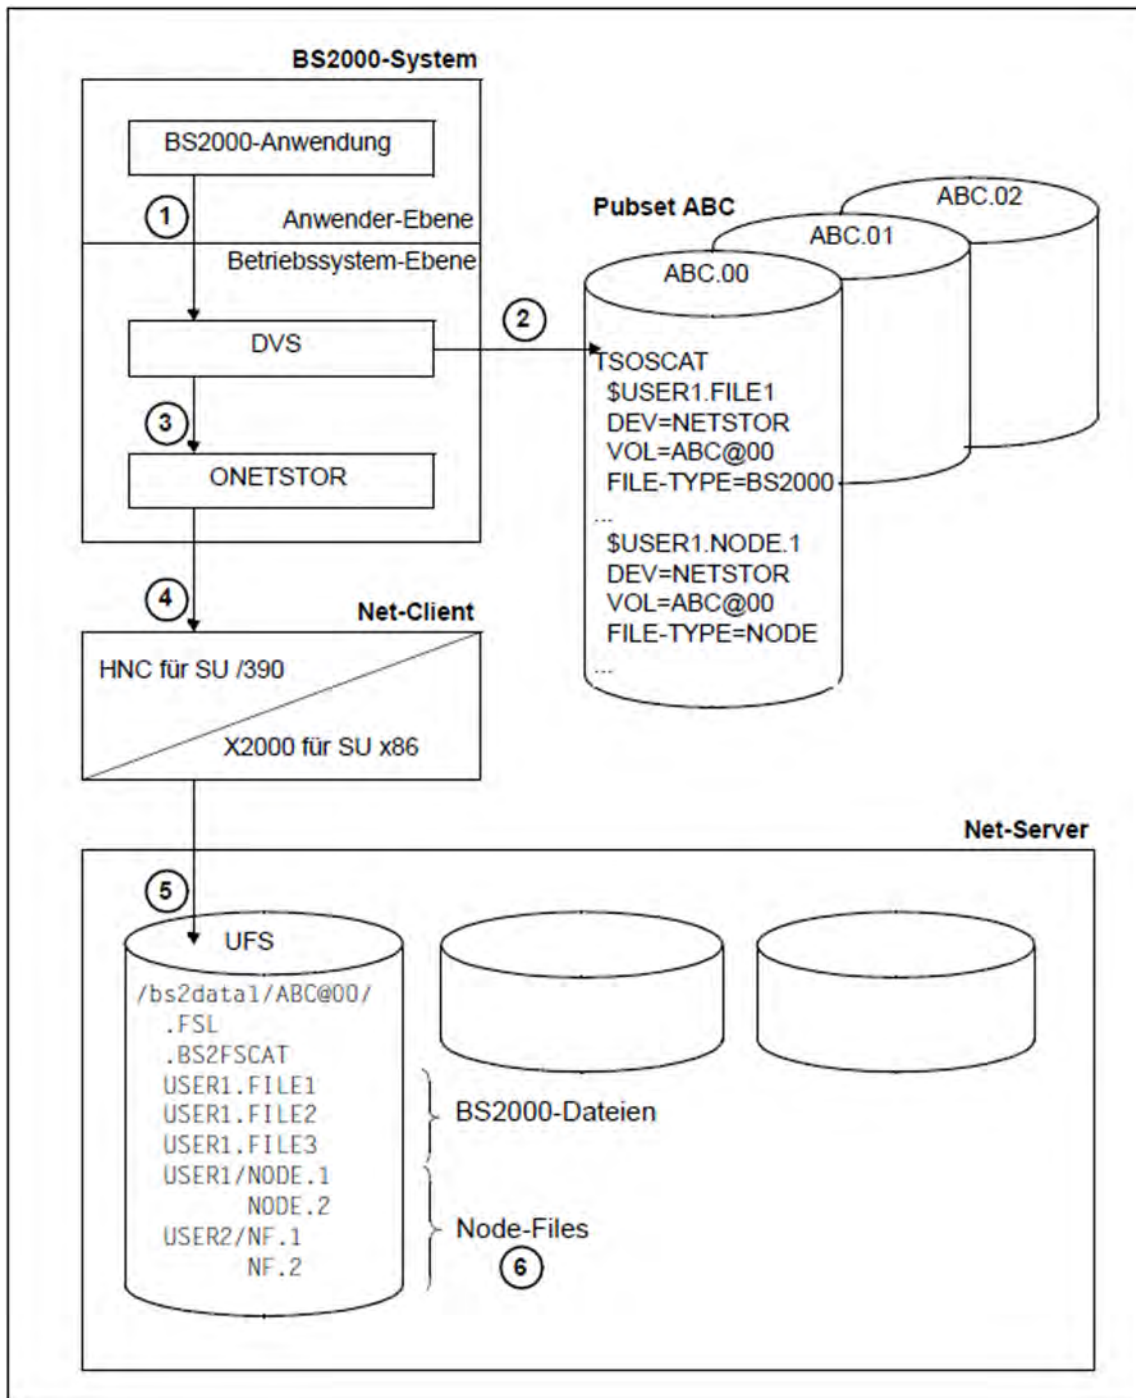 BS2000-System
BS2000-Anwendung
1
Anwender-Ebene
Betriebssystem-Ebene
DVS
2
3
ONETSTOR
Pubset ABC
ABC.02
ABC.01
ABC.00
TSOSCAT
$USER1.FILE1
DEV=NETSTOR
VOL=ABC@00
FILE-TYPE=BS2000
...
$USER1.NODE.1
DEV=NETSTOR
VOL=ABC@00
FILE-TYPE=NODE
...
4
Net-Client
HNC für SU /390
X2000 für SU x86
Net-Server
5
UFS
/bs2data1/ABC@00/
.FSL
.BS2FSCAT
USER1.FILE1
USER1.FILE2
USER1.FILE3
BS2000-Dateien
USER1/NODE.1
NODE.2
USER2/NF.1
NF.2
Node-Files
6